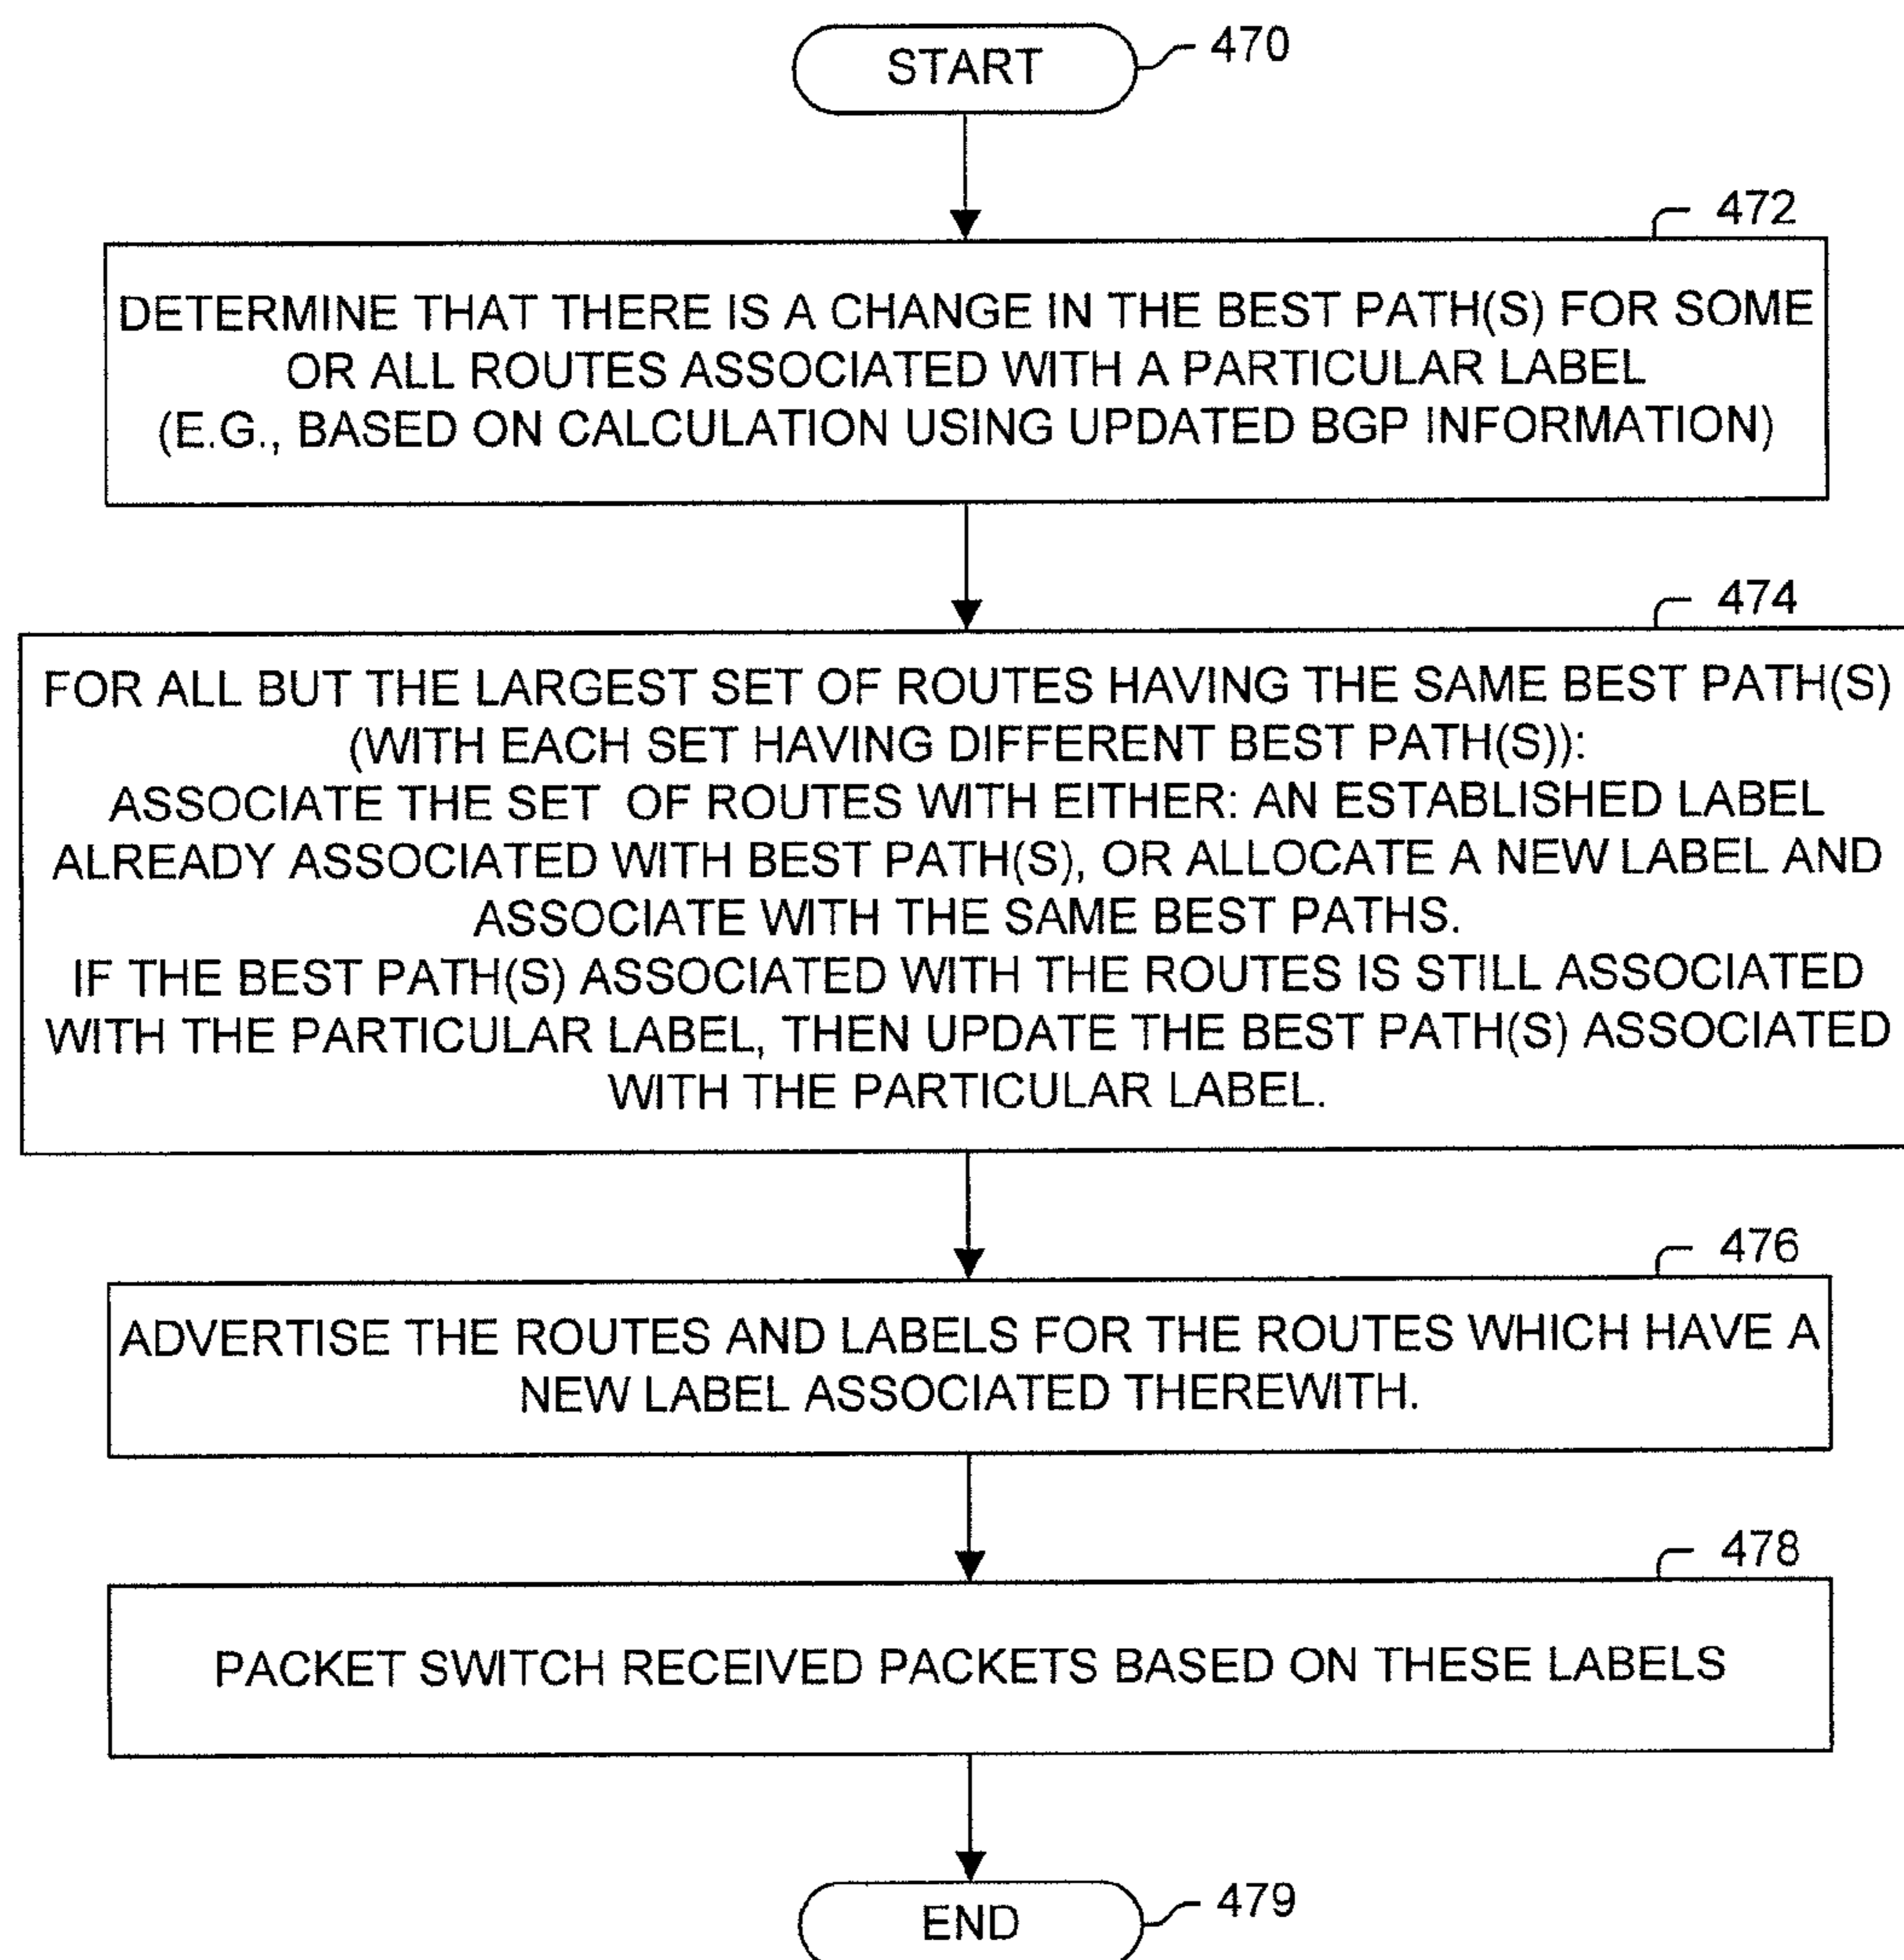 START
470
472
DETERMINE THAT THERE IS A CHANGE IN THE BEST PATH(S) FOR SOME
OR ALL ROUTES ASSOCIATED WITH A PARTICULAR LABEL
(E.G., BASED ON CALCULATION USING UPDATED BGP INFORMATION)
474
FOR ALL BUT THE LARGEST SET OF ROUTES HAVING THE SAME BEST PATH(S)
(WITH EACH SET HAVING DIFFERENT BEST PATH(S)):
ASSOCIATE THE SET OF ROUTES WITH EITHER: AN ESTABLISHED LABEL
ALREADY ASSOCIATED WITH BEST PATH(S), OR ALLOCATE A NEW LABEL AND
ASSOCIATE WITH THE SAME BEST PATHS.
IF THE BEST PATH(S) ASSOCIATED WITH THE ROUTES IS STILL ASSOCIATED
WITH THE PARTICULAR LABEL, THEN UPDATE THE BEST PATH(S) ASSOCIATED
WITH THE PARTICULAR LABEL.
476
ADVERTISE THE ROUTES AND LABELS FOR THE ROUTES WHICH HAVE A
NEW LABEL ASSOCIATED THEREWITH.
478
PACKET SWITCH RECEIVED PACKETS BASED ON THESE LABELS
END
479